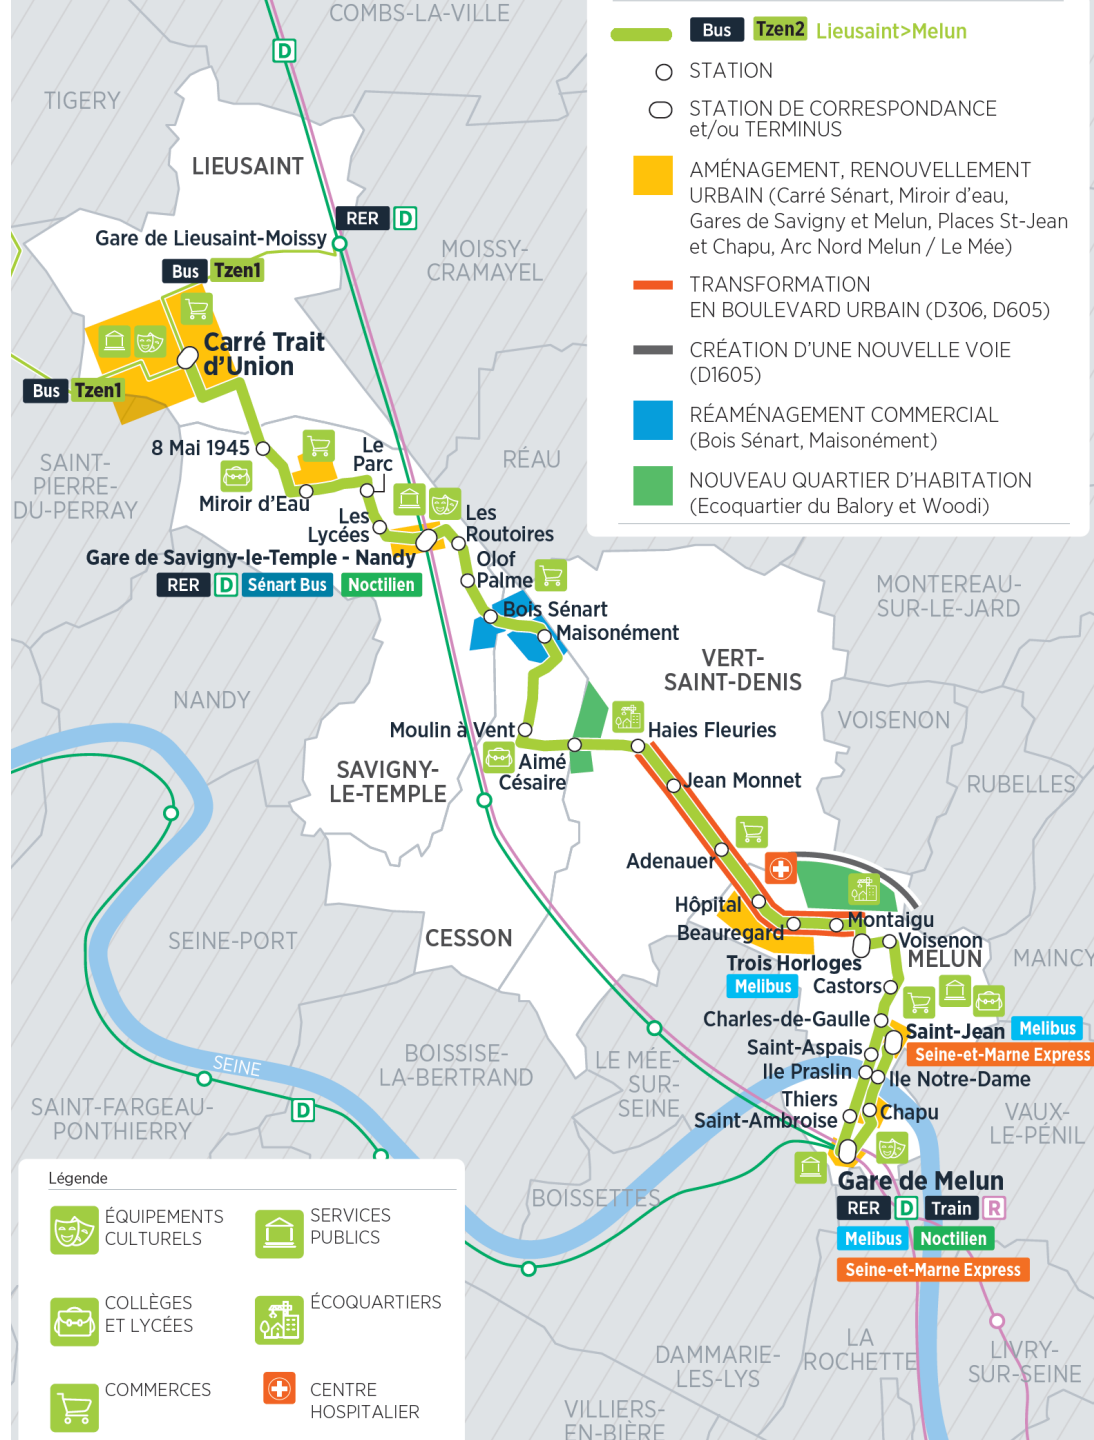 COMBS-LA-VILLE
TIGERY
LIEUSAINT
D
Bus Tzen2 Lieusaint>Melun
STATION
STATION DE CORRESPONDANCE
et/ou TERMINUS
AMÉNAGEMENT, RENOUVELLEMENT
URBAIN (Carré Sénart, Miroir d'eau,
Gares de Savigny et Melun, Places St-Jean
et Chapu, Arc Nord Melun / Le Mée)
TRANSFORMATION
EN BOULEVARD URBAIN (D306, D605)
CRÉATION D'UNE NOUVELLE VOIE
(D1605)
RÉAMÉNAGEMENT COMMERCIAL
(Bois Sénart, Maisonément)
NOUVEAU QUARTIER D'HABITATION
(Ecoquartier du Balory et Woodi)
RER D
Gare de Lieusaint-Moissy
Bus Tzen1
MOISSY-
CRAMAYEL
Carré Trait
d'Union
Bus Tzen1
8 Mai 1945
Le
Parc
RÉAU
SAINT-
PIERRE-
DU-PERRAY
Miroir d'Eau
Les
Lycées
Les
Routoires
Gare de Savigny-le-Temple - Nandy
RER D Sénart Bus Noctilien
Olof
Palme
Bois Sénart
Maisonément
MONTEREAU-
SUR-LE-JARD
VERT-
SAINT-DENIS
NANDY
VOISENON
Moulin à Vent
Haies Fleuries
Aimé
Césaire
SAVIGNY-
LE-TEMPLE
Jean Monnet
RUBELLES
Adenauer
Hôpital
Beauregard
Montaigu
Voisenon
CESSON
SEINE-PORT
MELUN
MAINCY
Trois Horloges
Melibus
Castors
Charles-de-Gaulle
Saint-Jean Melibus
Seine-et-Marne Express
Saint-Aspais
Ile Praslin
Ile Notre-Dame
SEINE
BOISSISE-
LA-BERTRAND
LE MÉE-
SUR-
SEINE
Thiers
Saint-Ambroise
Chapu
VAUX-
LE-PÉNIL
SAINT-FARGEAU-
PONTHIERRY
D
Gare de Melun
RER D Train R
Melibus Noctilien
Seine-et-Marne Express
BOISSETTES
Légende
ÉQUIPEMENTS
CULTURELS
SERVICES
PUBLICS
COLLÈGES
ET LYCÉES
ÉCOQUARTIERS
COMMERCES
CENTRE
HOSPITALIER
DAMMARIE-
LES-LYS
LA
ROCHETTE
LIVRY-
SUR-SEINE
VILLIERS-
EN-BIÈRE